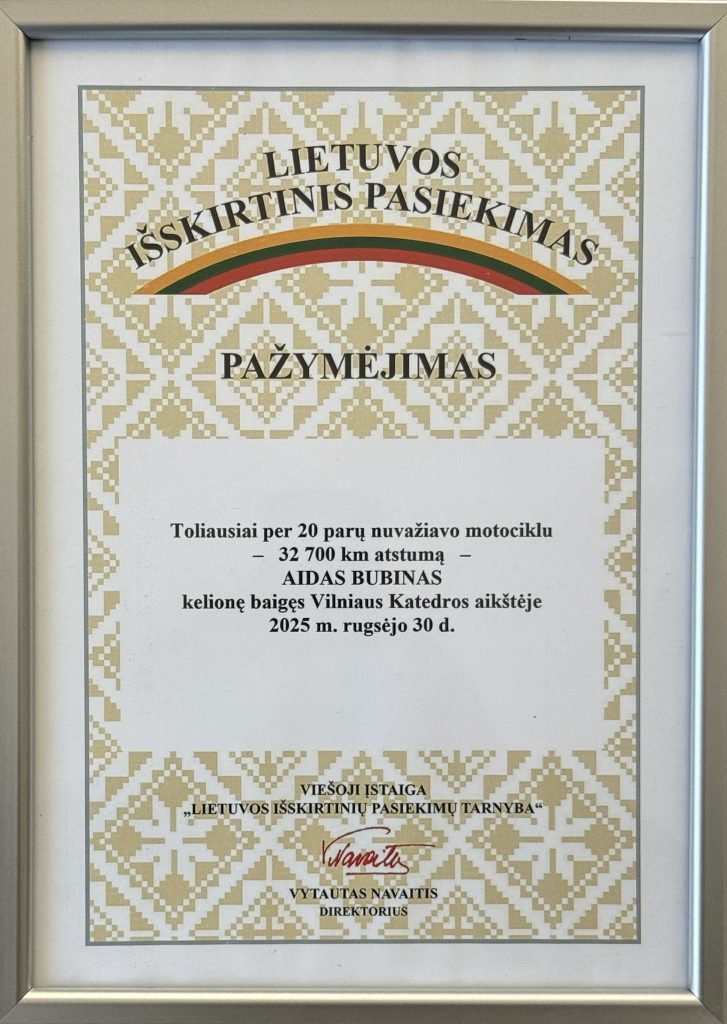 LIETUVOS
IŠSKIRTINIS PASIEKIMAS
PAŽYMĖJIMAS
Toliausiai per 20 parų nuvažiavo motociklu
– 32 700 km atstumą –
AIDAS BUBINAS
kelionę baigęs Vilniaus Katedros aikštėje
2025 m. rugsėjo 30 d.
VIEŠOJI ĮSTAIGA
„LIETUVOS IŠSKIRTINIŲ PASIEKIMŲ TARNYBA“
VNavaitis
VYTAUTAS NAVAITIS
DIREKTORIUS